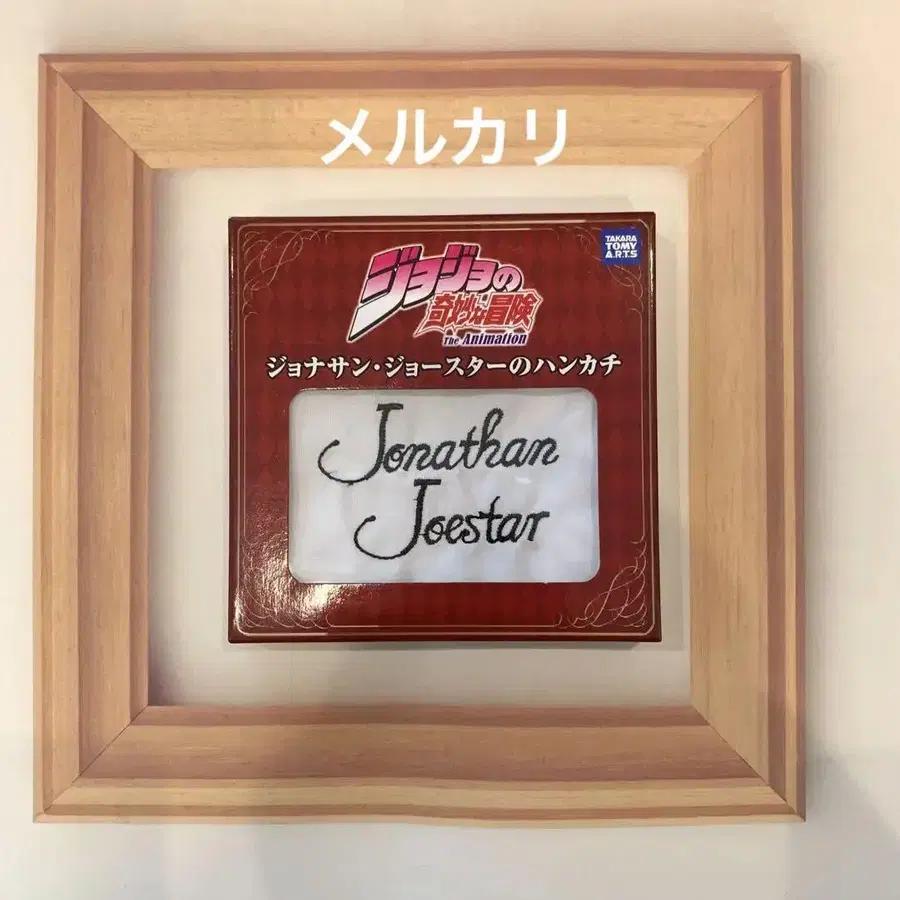 メルカリ
TAKARA
TOMY
A.R.T.S
ジョジョの
奇妙な冒険
The Animation
ジョナサン・ジョースターのハンカチ
Jonathan
Joestar